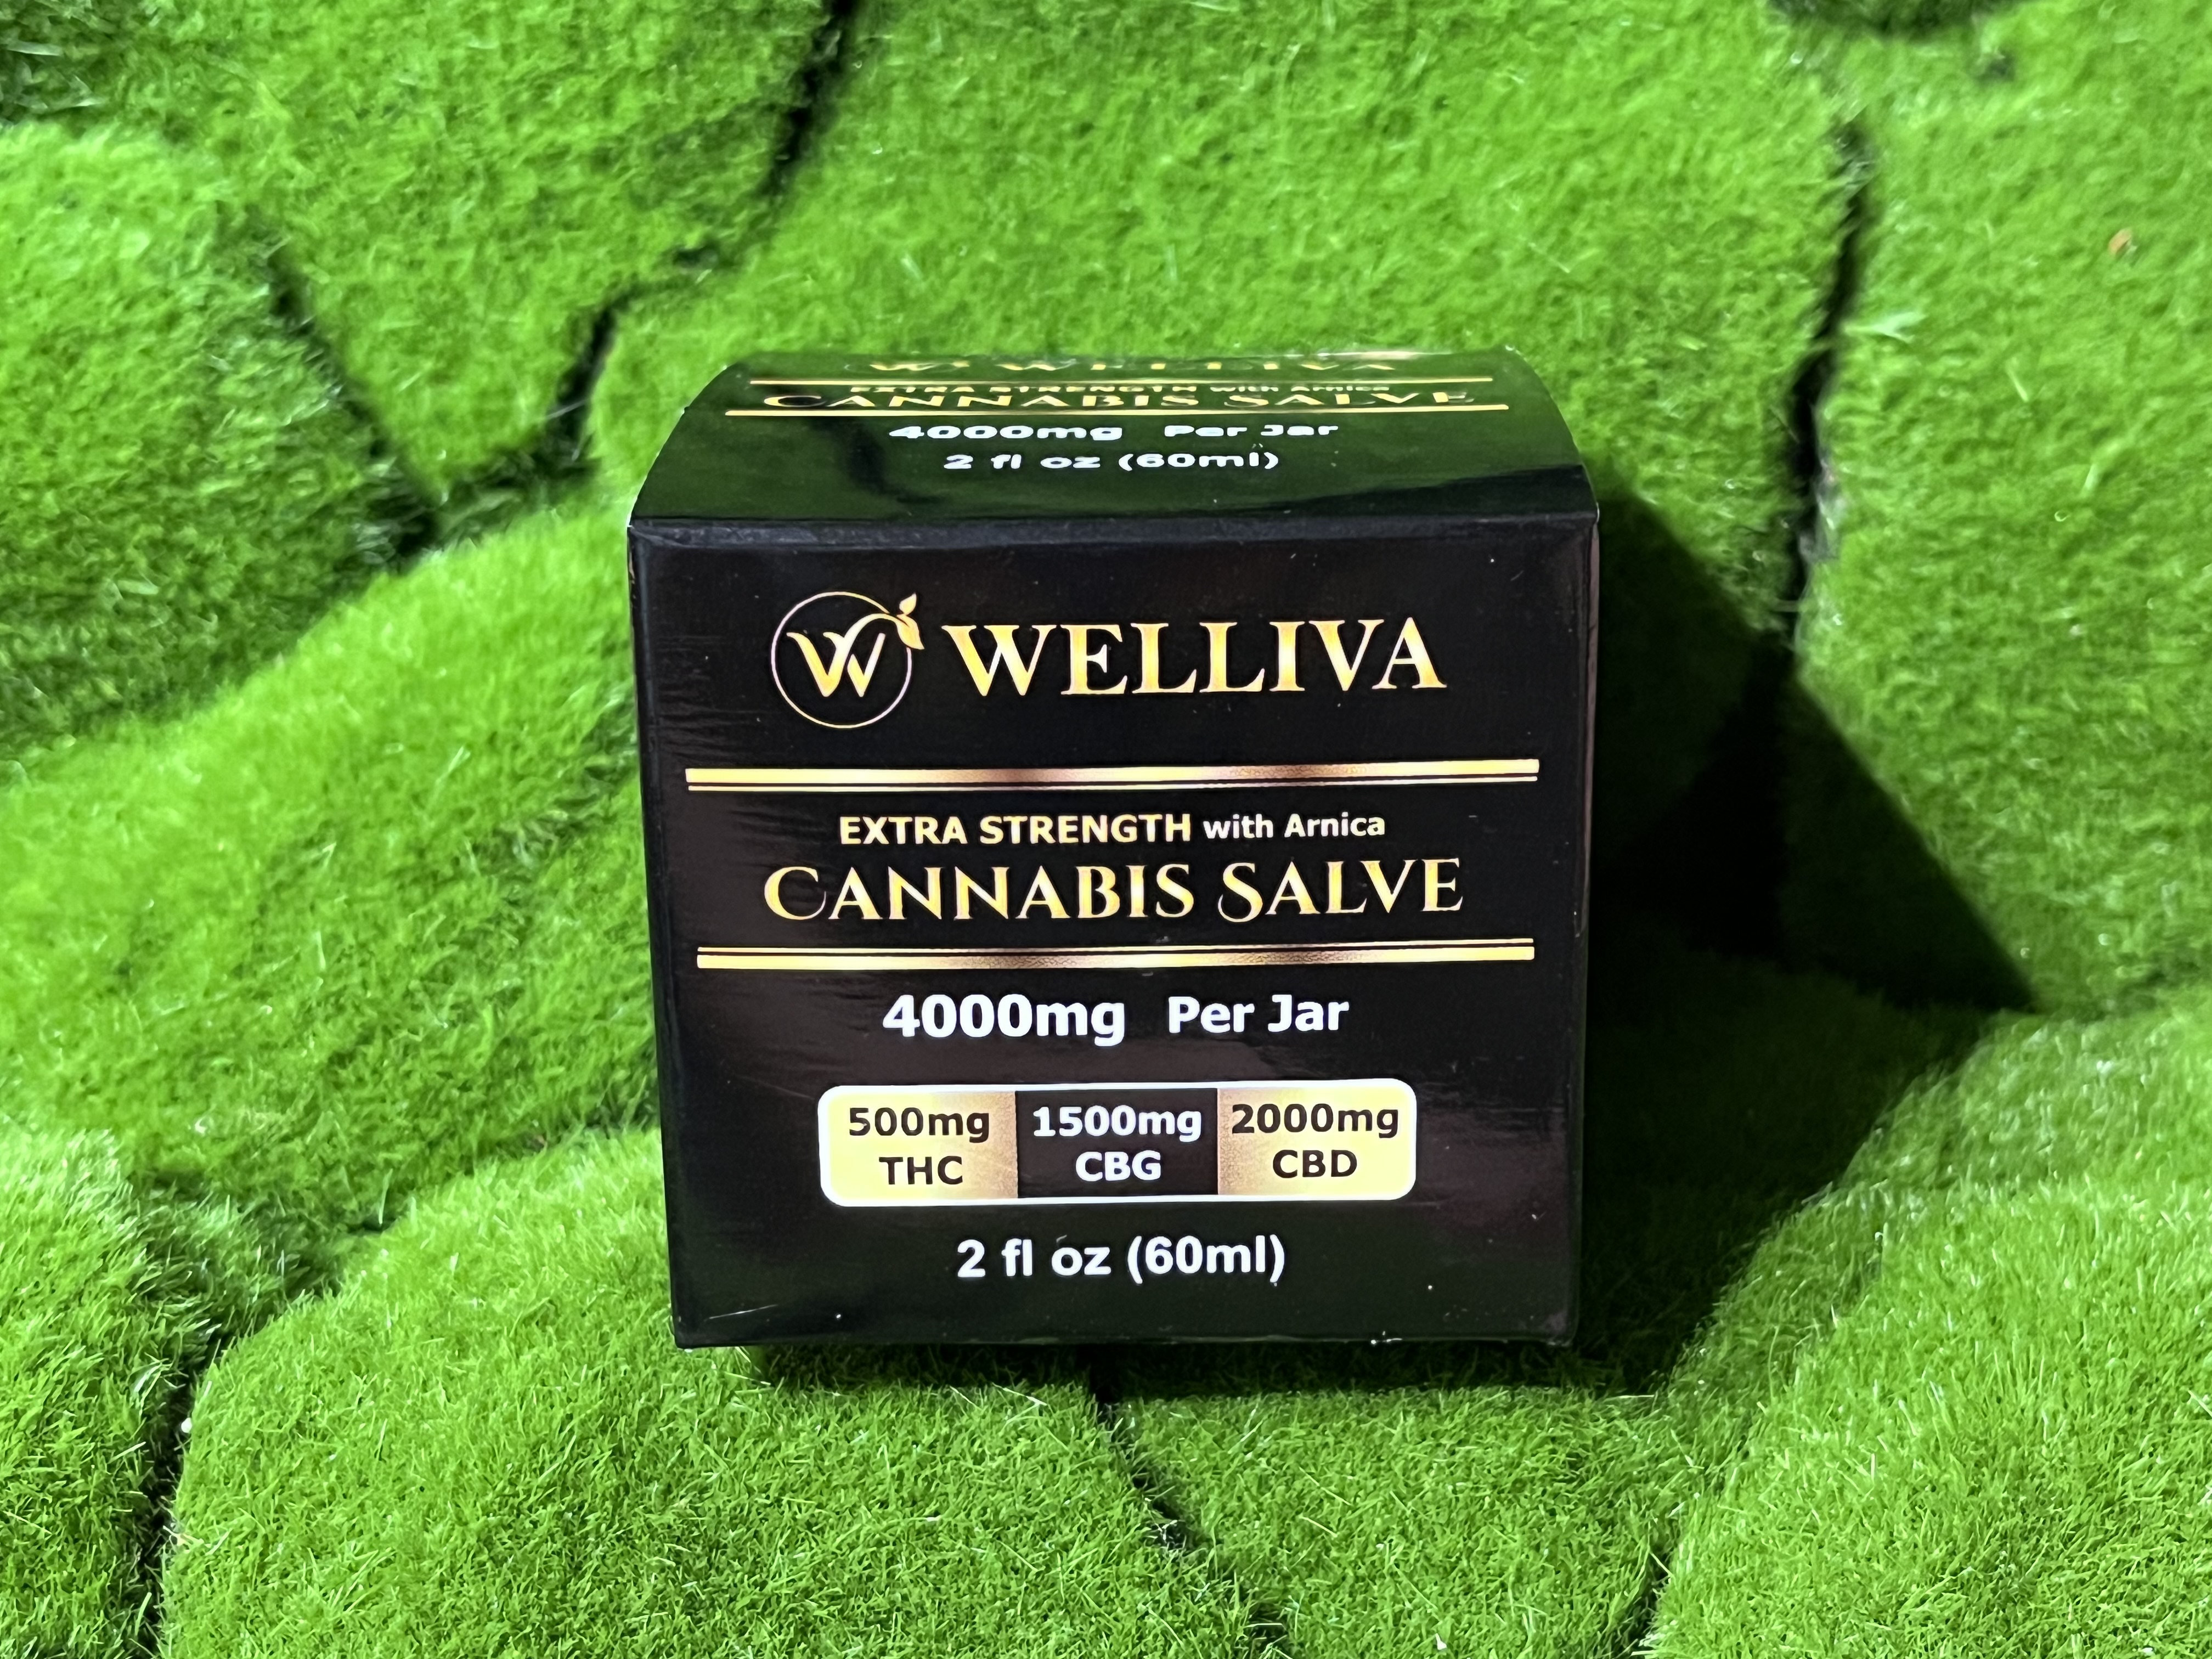 W WELLIVA
EXTRA STRENGTH with Arnica
CANNABIS SALVE
4000mg Per Jar
2 fl oz (60ml)
W WELLIVA
EXTRA STRENGTH with Arnica
CANNABIS SALVE
4000mg Per Jar
500mg THC
1500mg CBG
2000mg CBD
2 fl oz (60ml)